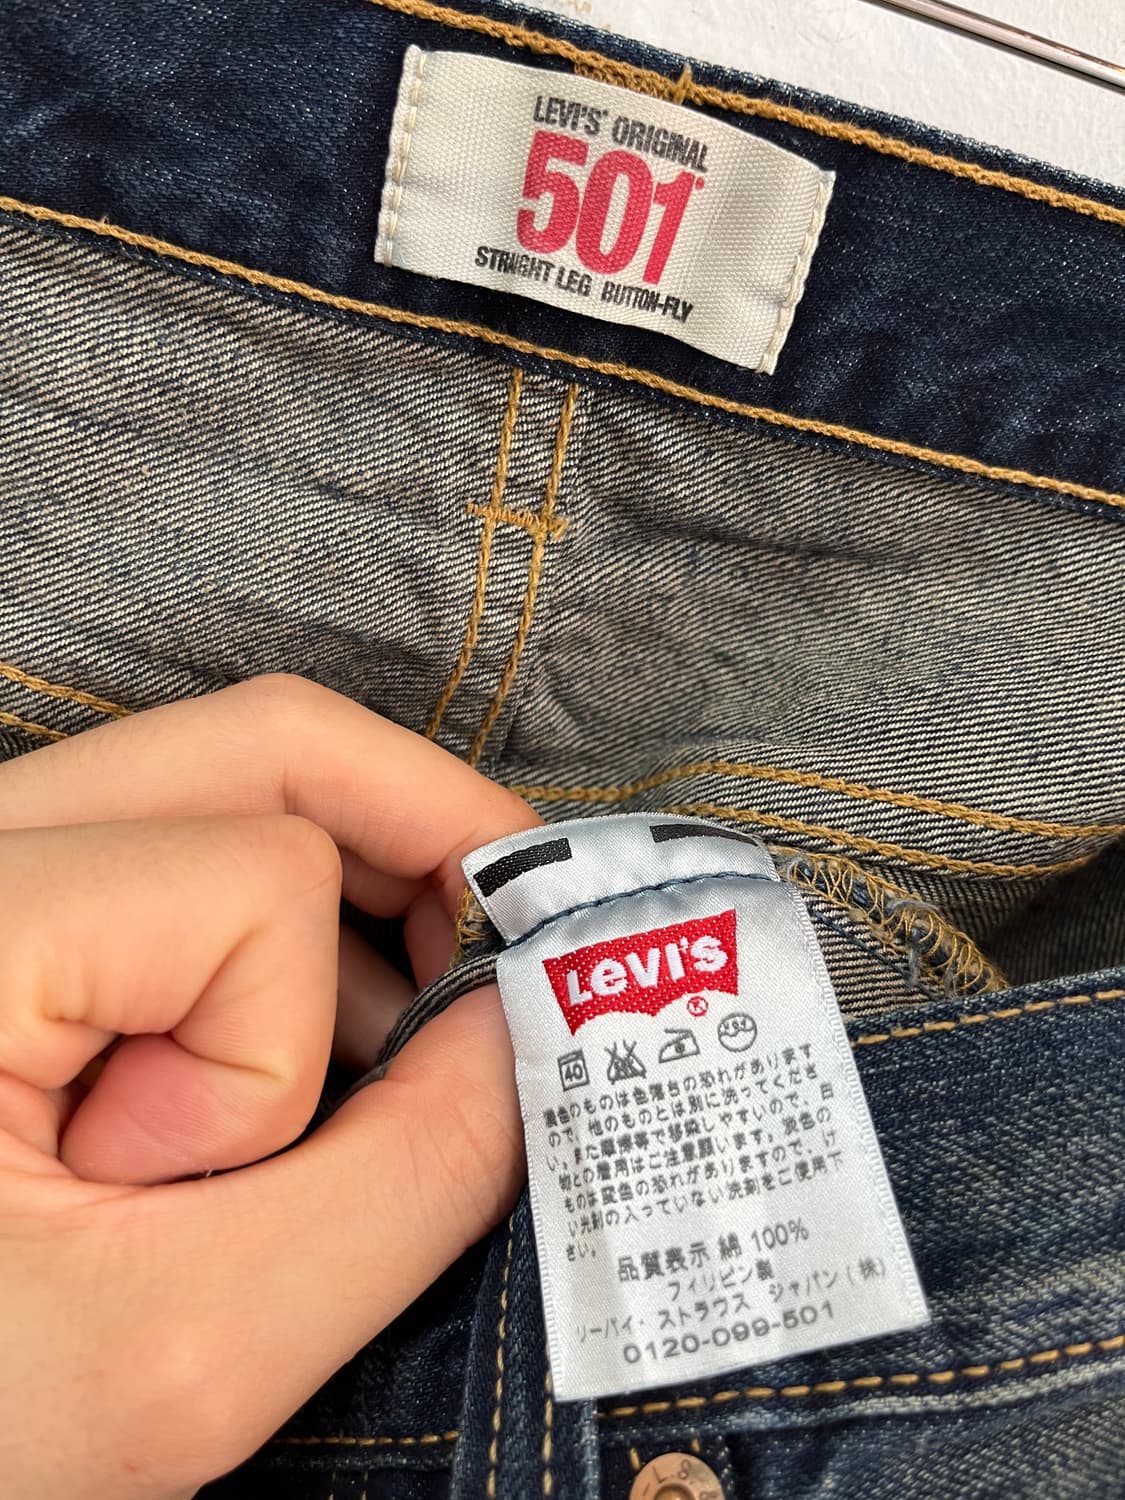 LEVI'S® ORIGINAL
501®
STRAIGHT LEG BUTTON-FLY
Levi's
®
40
濃色のものは色落ちの恐れがあります
ので、他のものとは別に洗ってくださ
い。また摩擦等で移染しやすいので、淡色の
物との着用はご注意願います。淡色の
ものは変色の恐れがありますので、け
い光剤の入っていない洗剤をご使用下
さい。
品質表示 綿 100%
フィリピン製
リーバイ・ストラウス ジャパン(株)
0120-099-501
L.S.